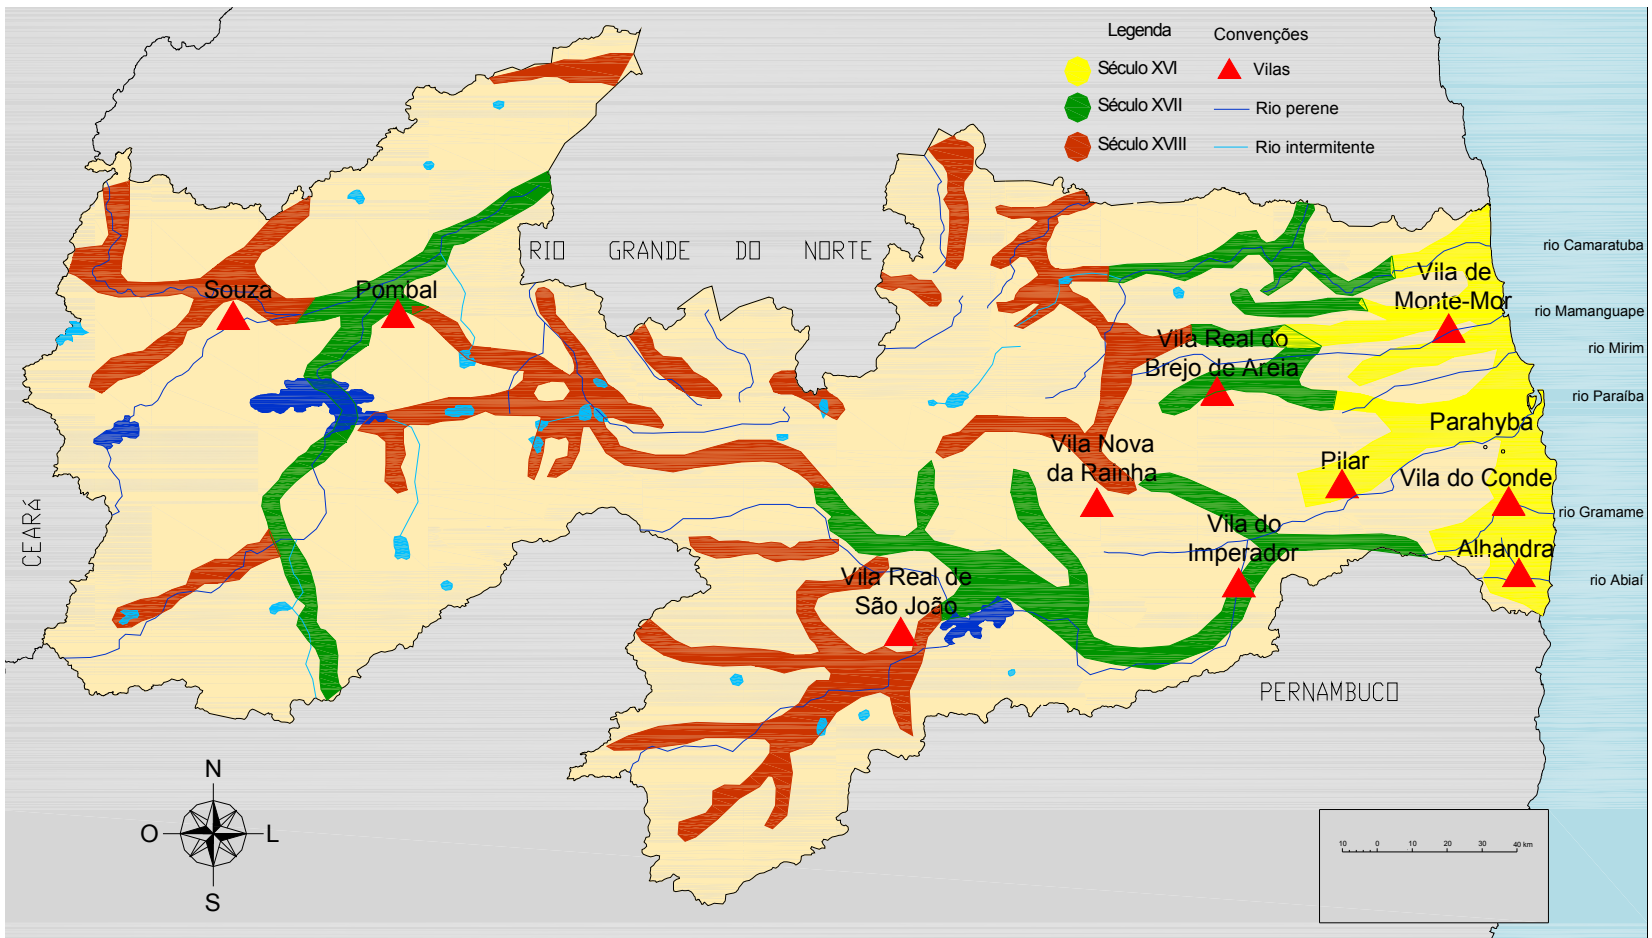 Legenda
Convenções
Século XVI
Vilas
Século XVII
Rio perene
Século XVIII
Rio intermitente
RIO GRANDE DO NORTE
rio Camaratuba
Vila de
Monte-Mor
Souza
Pombal
rio Mamanguape
Vila Real do
Brejo de Areia
rio Mirim
rio Paraíba
Parahyba
Vila Nova
da Rainha
Pilar
Vila do Conde
CEARÁ
rio Gramame
Vila do
Imperador
Alhandra
Vila Real de
São João
rio Abiaí
PERNAMBUCO
N
O
L
S
10 0 10 20 30 40 km